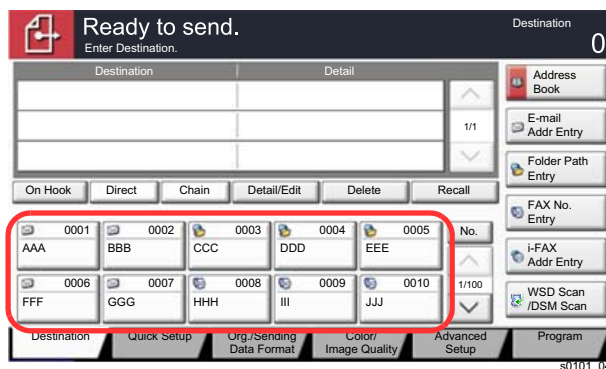 Ready to send.
Destination
Enter Destination.
0
Destination Detail
Address
Book
1/1
E-mail
Addr Entry
Folder Path
Entry
On Hook Direct Chain Detail/Edit Delete Recall
FAX No.
Entry
0001 0002 0003 0004 0005 No.
AAA BBB CCC DDD EEE
i-FAX
Addr Entry
0006 0007 0008 0009 0010 1/100
FFF GGG HHH III JJJ
WSD Scan
/DSM Scan
Destination Quick Setup Org./Sending
Data Format Color/
Image Quality Advanced
Setup Program